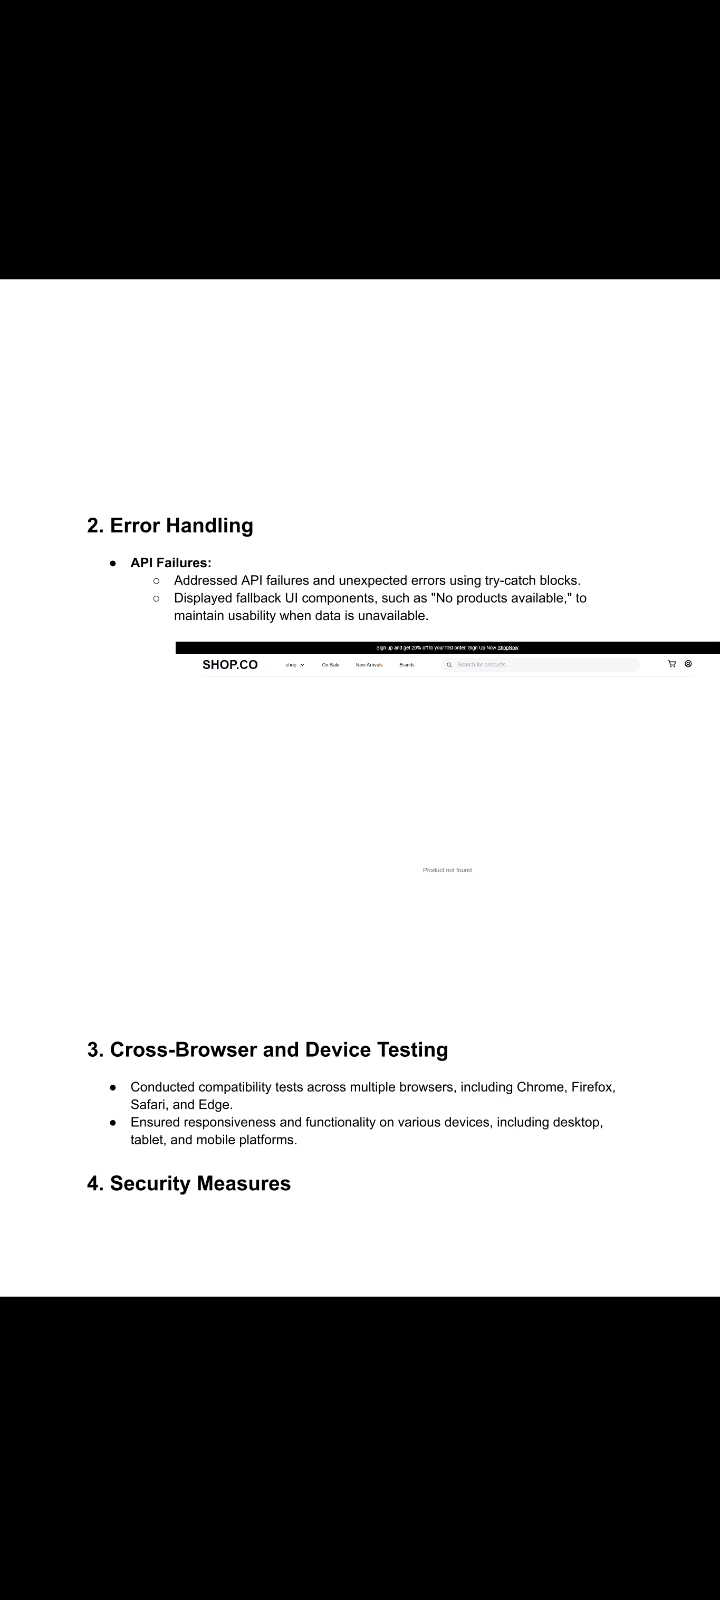 2. Error Handling
● API Failures:
○ Addressed API failures and unexpected errors using try-catch blocks.
○ Displayed fallback UI components, such as "No products available," to
maintain usability when data is unavailable.
Sign up and get 20% off to your first order. Sign Up Now ShopNow
SHOP.CO shop On Sale New Arrivals Brands Search for products...
Product not found
3. Cross-Browser and Device Testing
● Conducted compatibility tests across multiple browsers, including Chrome, Firefox,
Safari, and Edge.
● Ensured responsiveness and functionality on various devices, including desktop,
tablet, and mobile platforms.
4. Security Measures